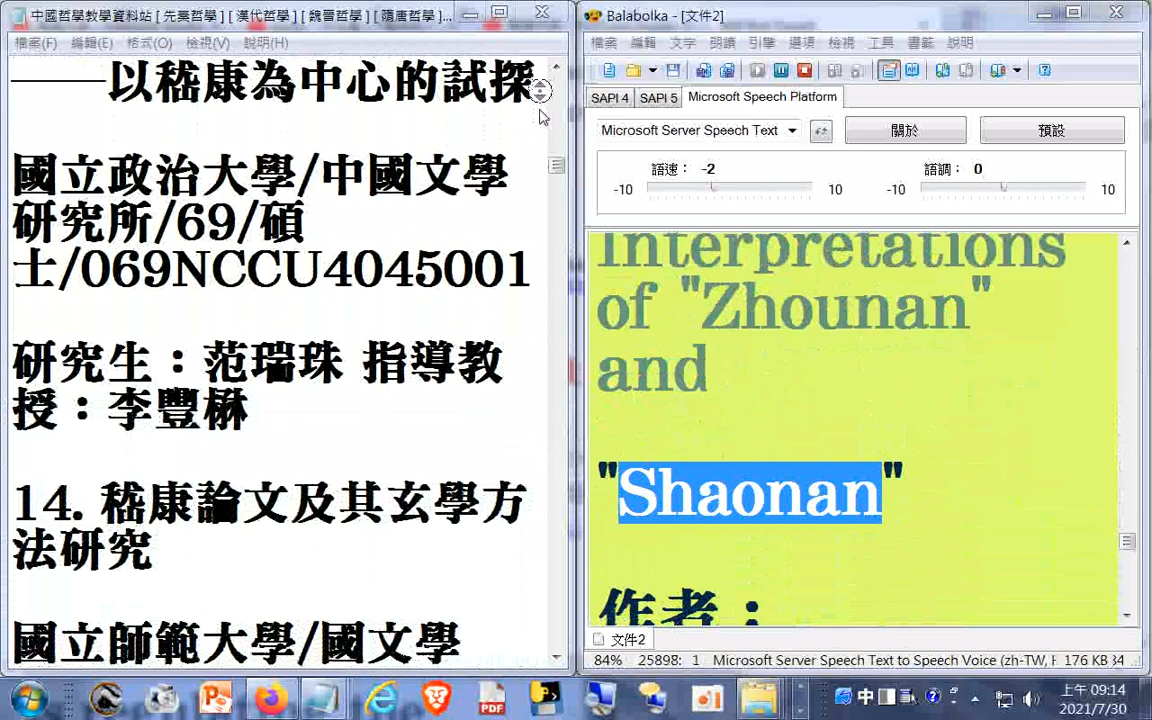 中國哲學教學資料站 [ 先秦哲學 ] [ 漢代哲學 ] [ 魏晉哲學 ] [ 隋唐哲學 ]...
檔案(F) 編輯(E) 格式(O) 檢視(V) 說明(H)
——以嵇康為中心的試探
國立政治大學/中國文學
研究所/69/碩
士/069NCCU4045001
研究生：范瑞珠 指導教
授：李豐楙
14. 嵇康論文及其玄學方
法研究
國立師範大學/國文學
Balabolka - [文件2]
檔案 編輯 文字 朗讀 引擎 選項 檢視 工具 書籤 說明
SAPI 4 SAPI 5 Microsoft Speech Platform
Microsoft Server Speech Text 關於 預設
語速： -2 語調： 0
-10 10 -10 10
Interpretations
of "Zhounan"
and
"Shaonan"
作者：
文件2
84% 25898: 1 Microsoft Server Speech Text to Speech Voice (zh-TW, 176 KB
中
上午 09:14
2021/7/30